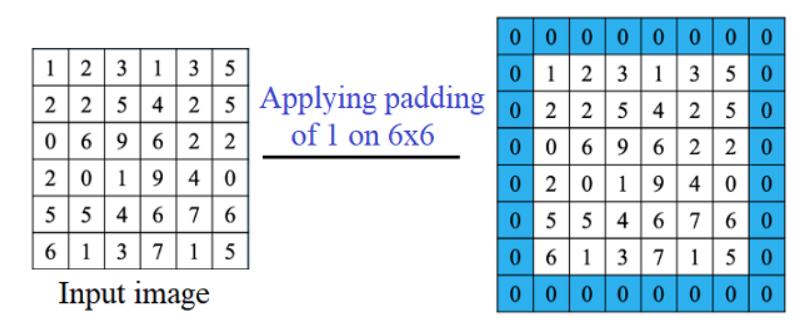 1 2 3 1 3 5
2 2 5 4 2 5
0 6 9 6 2 2
2 0 1 9 4 0
5 5 4 6 7 6
6 1 3 7 1 5
Input image
Applying padding
of 1 on 6x6
0 0 0 0 0 0 0 0
0 1 2 3 1 3 5 0
0 2 2 5 4 2 5 0
0 0 6 9 6 2 2 0
0 2 0 1 9 4 0 0
0 5 5 4 6 7 6 0
0 6 1 3 7 1 5 0
0 0 0 0 0 0 0 0